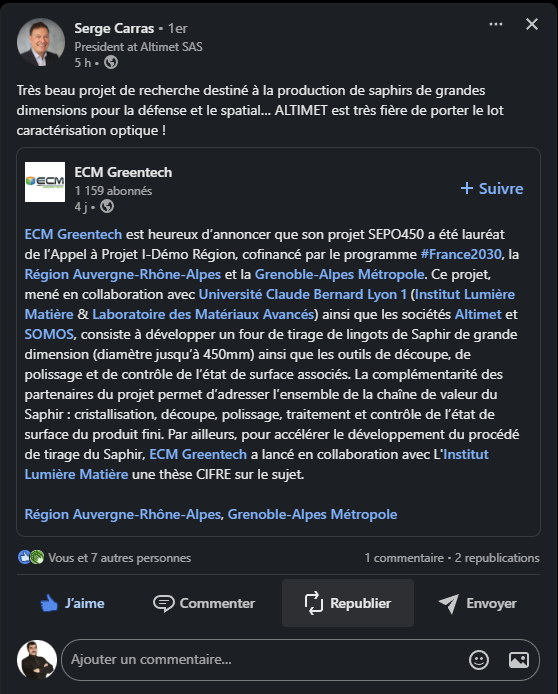 Serge Carras • 1er
President at Altimet SAS
5 h •
Très beau projet de recherche destiné à la production de saphirs de grandes
dimensions pour la défense et le spatial... ALTIMET est très fière de porter le lot
caractérisation optique !
ECM
ECM Greentech
1 159 abonnés
4 j •
+ Suivre
ECM Greentech est heureux d’annoncer que son projet SEPO450 a été lauréat
de l’Appel à Projet I-Démo Région, cofinancé par le programme #France2030, la
Région Auvergne-Rhône-Alpes et la Grenoble-Alpes Métropole. Ce projet,
mené en collaboration avec Université Claude Bernard Lyon 1 (Institut Lumière
Matière & Laboratoire des Matériaux Avancés) ainsi que les sociétés Altimet et
SOMOS, consiste à développer un four de tirage de lingots de Saphir de grande
dimension (diamètre jusqu’à 450mm) ainsi que les outils de découpe, de
polissage et de contrôle de l’état de surface associés. La complémentarité des
partenaires du projet permet d’adresser l’ensemble de la chaîne de valeur du
Saphir : cristallisation, découpe, polissage, traitement et contrôle de l’état de
surface du produit fini. Par ailleurs, pour accélérer le développement du procédé
de tirage du Saphir, ECM Greentech a lancé en collaboration avec L'Institut
Lumière Matière une thèse CIFRE sur le sujet.
Région Auvergne-Rhône-Alpes, Grenoble-Alpes Métropole
Vous et 7 autres personnes
1 commentaire • 2 republications
J’aime
Commenter
Republier
Envoyer
Ajouter un commentaire...